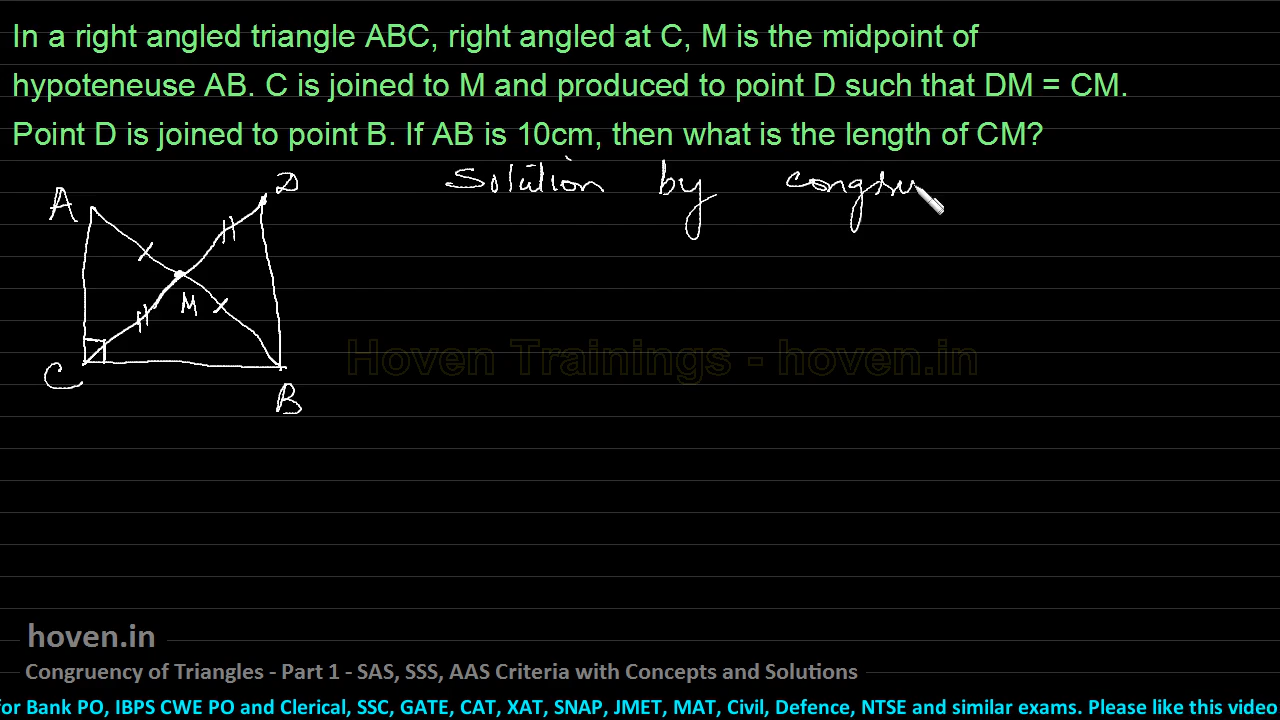 In a right angled triangle ABC, right angled at C, M is the midpoint of
hypoteneuse AB. C is joined to M and produced to point D such that DM = CM.
Point D is joined to point B. If AB is 10cm, then what is the length of CM?
Solution by congru
A
D
M
C
B
Hoven Trainings - hoven.in
hoven.in
Congruency of Triangles - Part 1 - SAS, SSS, AAS Criteria with Concepts and Solutions
for Bank PO, IBPS CWE PO and Clerical, SSC, GATE, CAT, XAT, SNAP, JMET, MAT, Civil, Defence, NTSE and similar exams. Please like this video